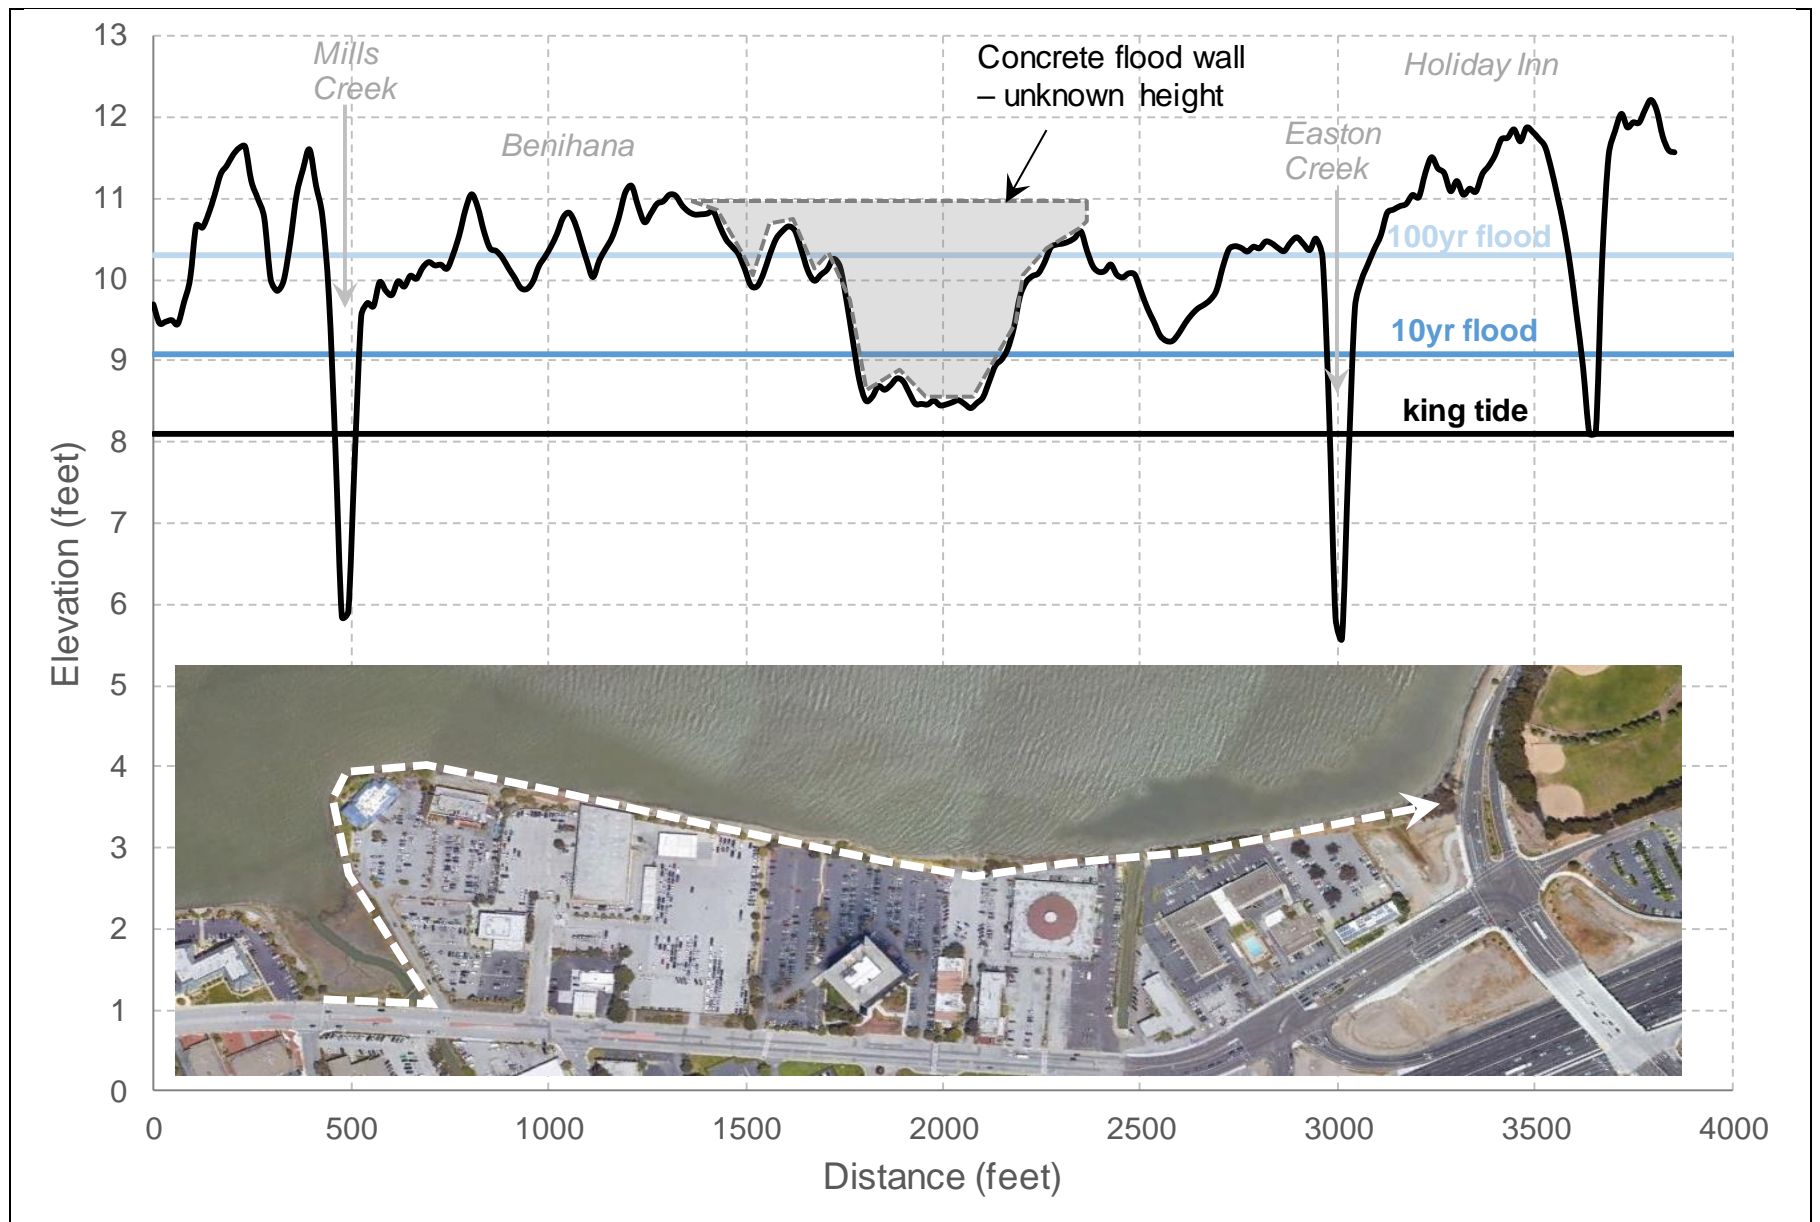 13
12
11
10
9
8
7
6
5
4
3
2
1
0
Elevation (feet)
Mills
Creek
Benihana
Concrete flood wall
– unknown height
Easton
Creek
Holiday Inn
100yr flood
10yr flood
king tide
0 500 1000 1500 2000 2500 3000 3500 4000
Distance (feet)